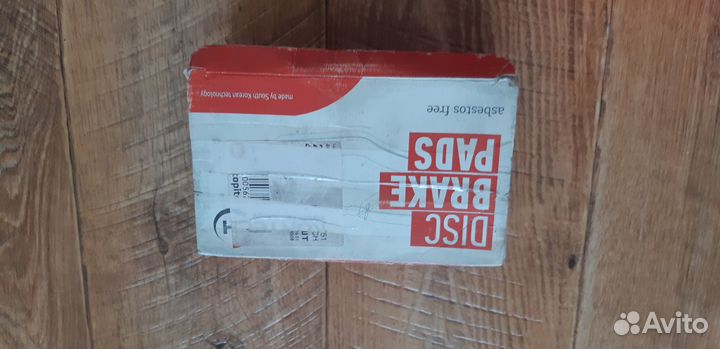 DISC
BRAKE
PADS
asbestos free
made by South Korean technology
Avito